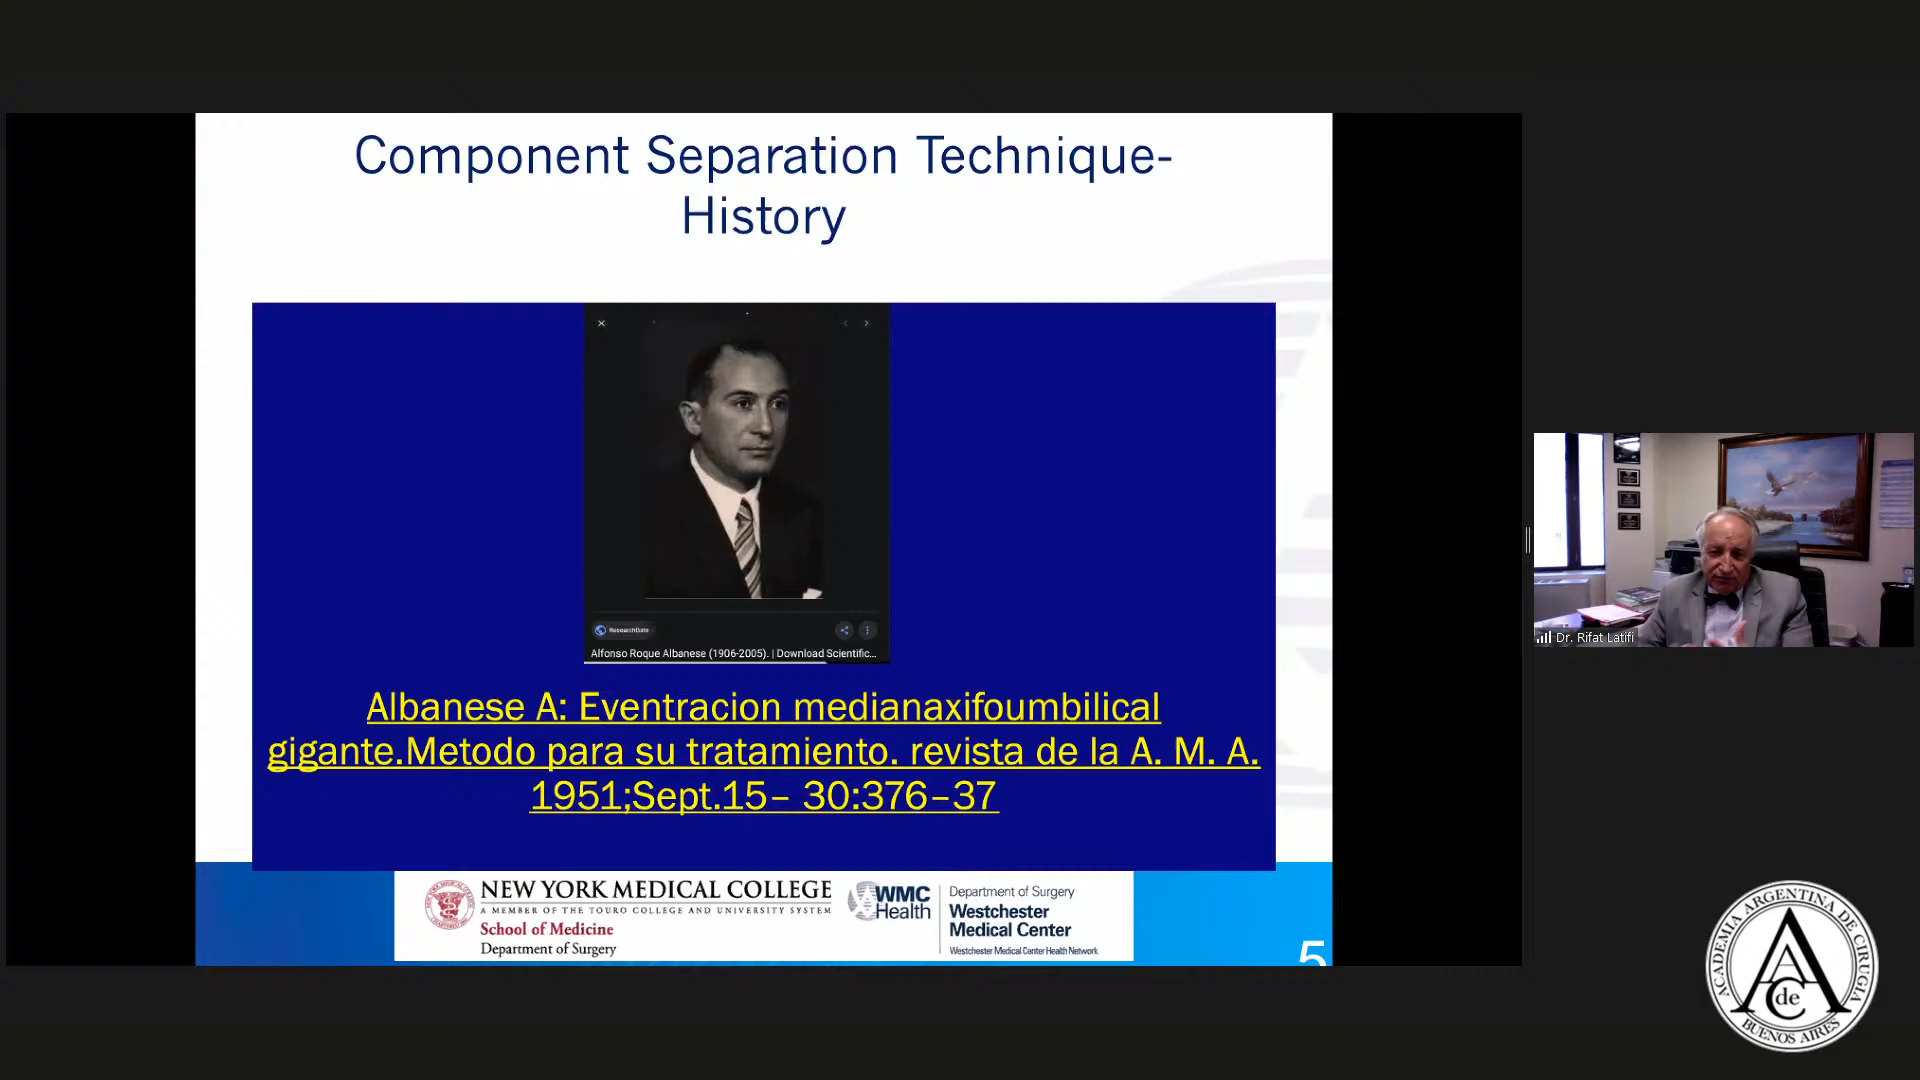 Component Separation Technique-
History
ResearchGate
Alfonso Roque Albanese (1906-2005). | Download Scientific...
Albanese A: Eventracion medianaxifoumbilical
gigante.Metodo para su tratamiento. revista de la A. M. A.
1951;Sept.15– 30:376–37
NEW YORK MEDICAL COLLEGE
A MEMBER OF THE TOURO COLLEGE AND UNIVERSITY SYSTEM
School of Medicine
Department of Surgery
WMC
Health
Department of Surgery
Westchester
Medical Center
Westchester Medical Center Health Network
5
Dr. Rifat Latifi
ACADEMIA ARGENTINA DE CIRUGIA
AAC
de
BUENOS AIRES